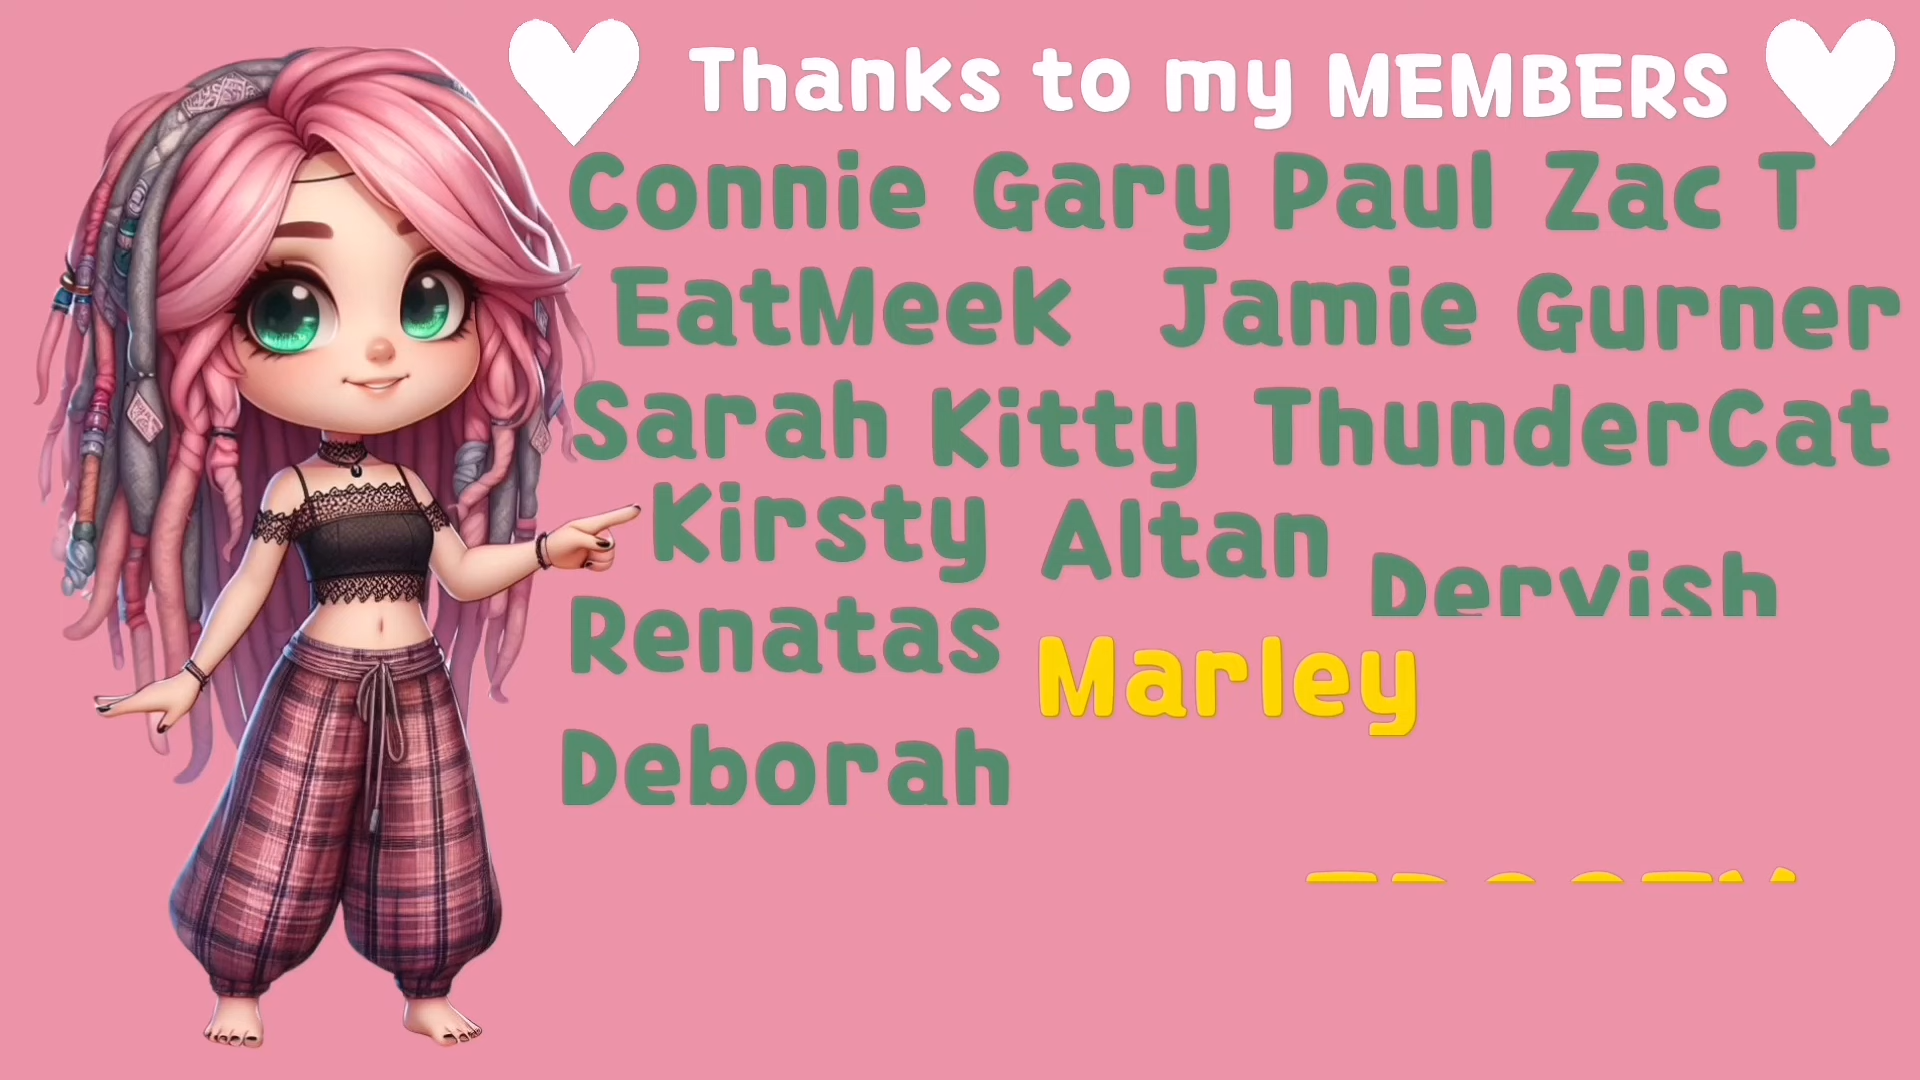 Thanks to my MEMBERS
Connie Gary Paul Zac T
EatMeek Jamie Gurner
Sarah Kitty ThunderCat
Kirsty Altan Dervish
Renatas Marley
Deborah